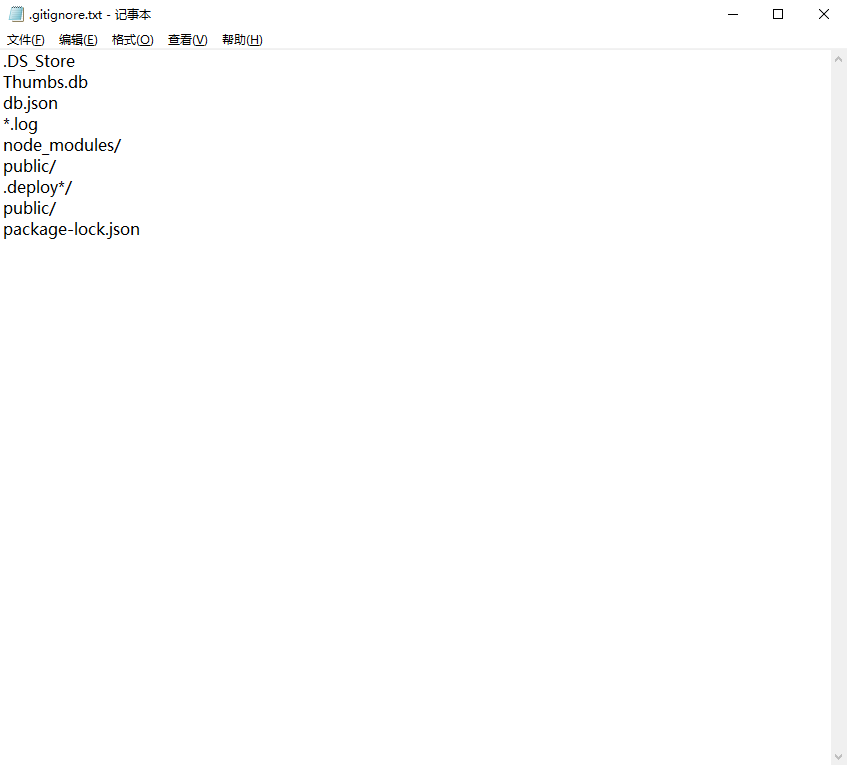 .gitignore.txt - 记事本
文件(F) 编辑(E) 格式(O) 查看(V) 帮助(H)
.DS_Store
Thumbs.db
db.json
*.log
node_modules/
public/
.deploy*/
public/
package-lock.json